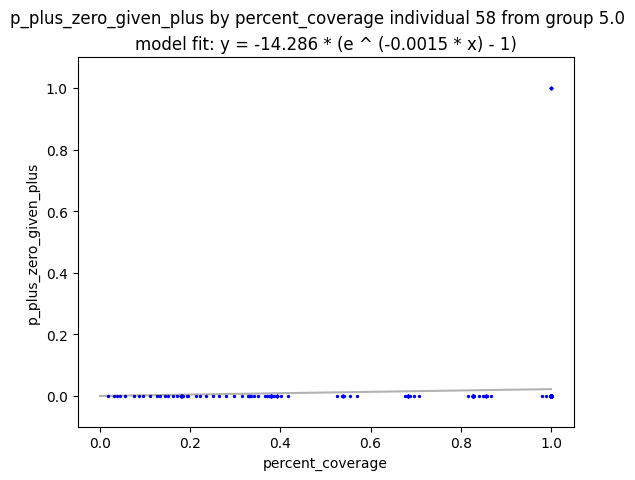 p_plus_zero_given_plus by percent_coverage individual 58 from group 5.0
model fit: y = -14.286 * (e ^ (-0.0015 * x) - 1)
1.0
0.8
0.6
0.4
0.2
0.0
p_plus_zero_given_plus
0.0 0.2 0.4 0.6 0.8 1.0
percent_coverage